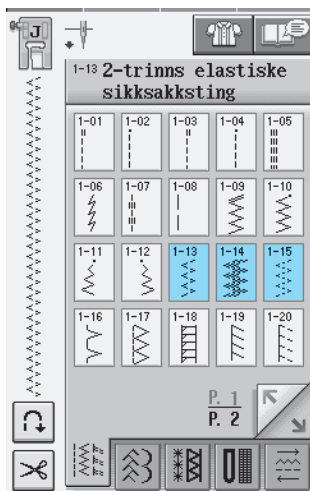 J
1-13 2-trinns elastiske
sikksakksting
1-01 1-02 1-03 1-04 1-05
1-06 1-07 1-08 1-09 1-10
1-11 1-12 1-13 1-14 1-15
1-16 1-17 1-18 1-19 1-20
P. 1
P. 2